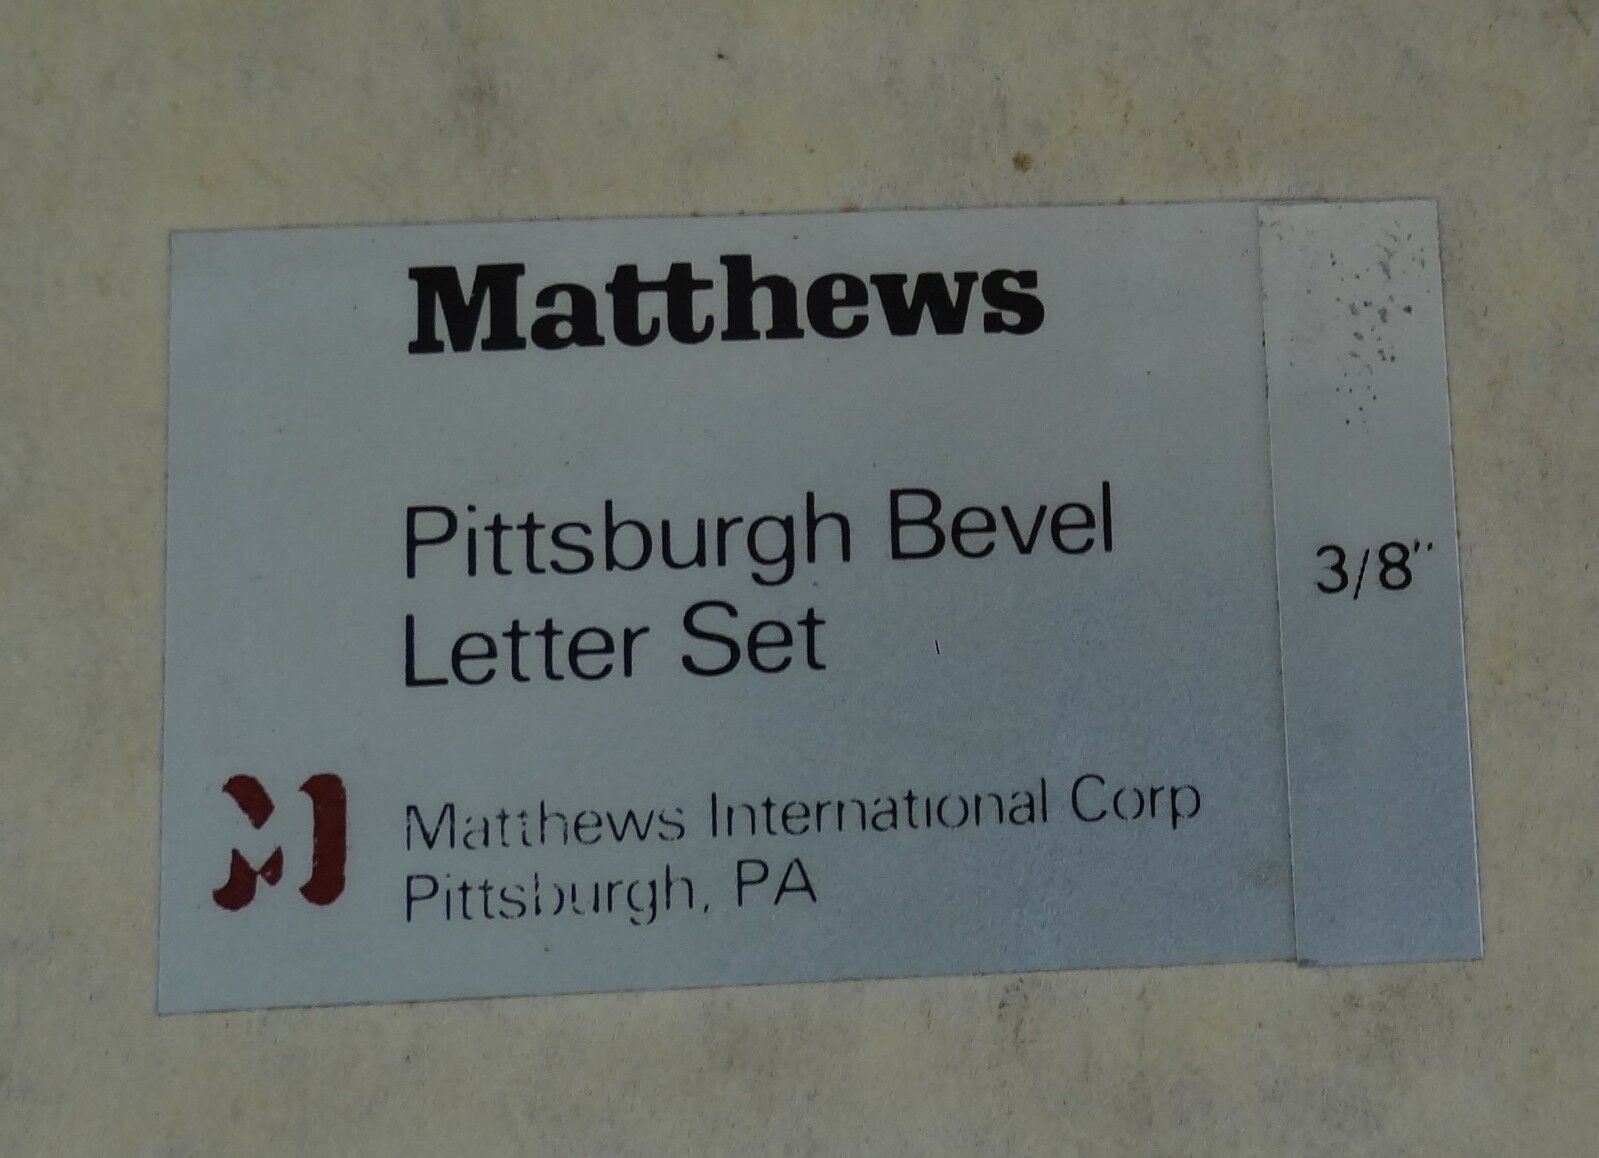 Matthews
Pittsburgh Bevel
Letter Set
3/8"
Matthews International Corp
Pittsburgh, PA